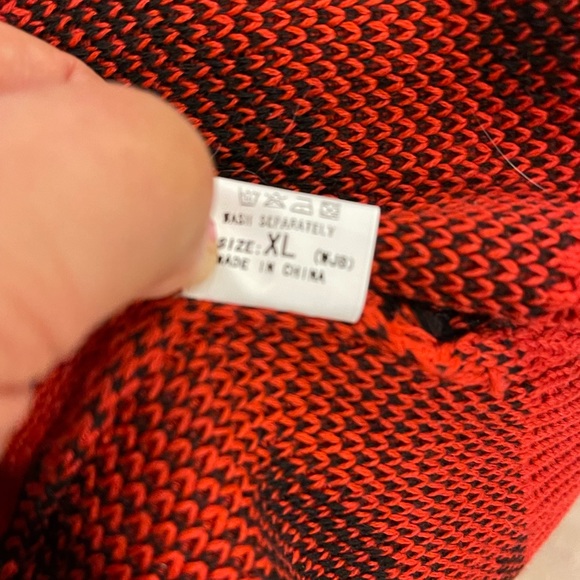 WASH SEPARATELY
SIZE: XL (WJB)
MADE IN CHINA